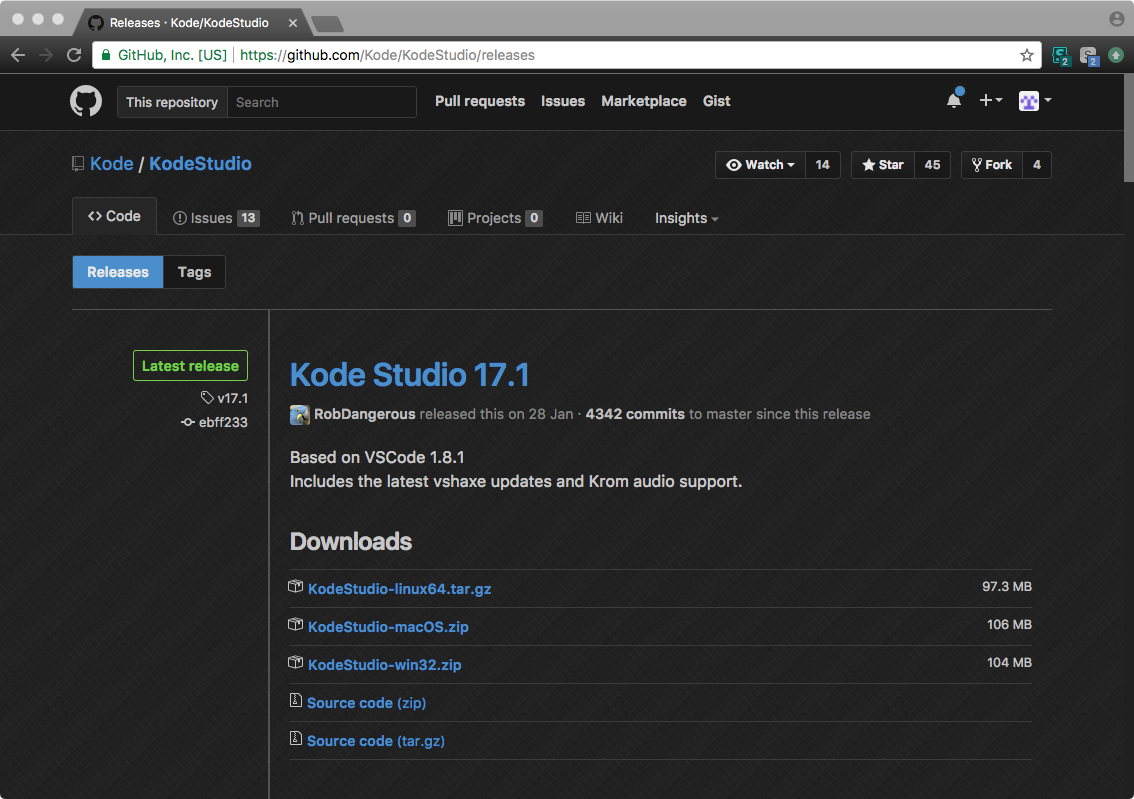 Releases · Kode/KodeStudio
GitHub, Inc. [US] https://github.com/Kode/KodeStudio/releases
2 2
This repository Search Pull requests Issues Marketplace Gist
Kode / KodeStudio Watch 14 Star 45 Fork 4
Code Issues 13 Pull requests 0 Projects 0 Wiki Insights
Releases Tags
Latest release
v17.1
ebff233
Kode Studio 17.1
RobDangerous released this on 28 Jan · 4342 commits to master since this release
Based on VSCode 1.8.1
Includes the latest vshaxe updates and Krom audio support.
Downloads
KodeStudio-linux64.tar.gz 97.3 MB
KodeStudio-macOS.zip 106 MB
KodeStudio-win32.zip 104 MB
Source code (zip)
Source code (tar.gz)